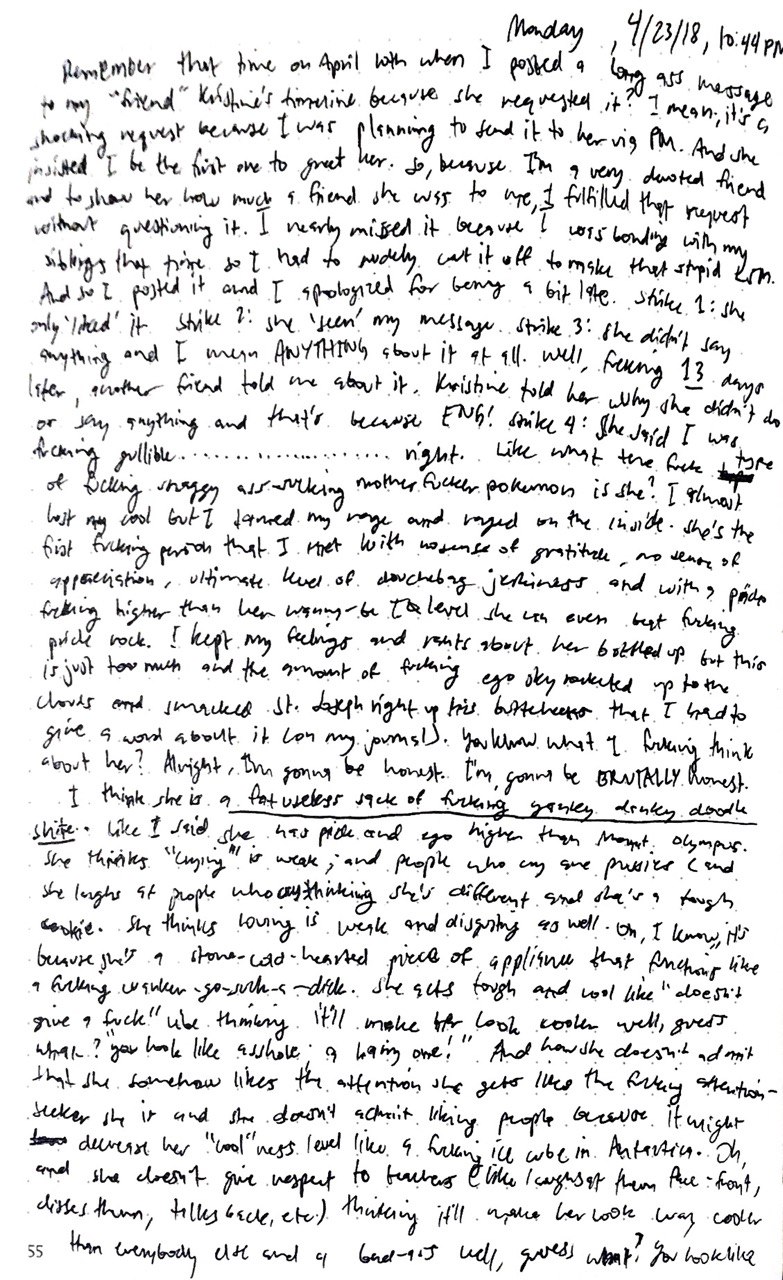 Monday, 4/23/18, 10:44 PM
Remember that time on April 10th when I posted a long ass message
to my "friend" Kristine's timeline because she requested it? I mean, it's a
shocking request because I was planning to send it to her via PM. And she
insisted I be the first one to greet her. So, because I'm a very devoted friend
and to show her how much a friend she was to me, I fulfilled that request
without questioning it. I nearly missed it because I was bonding with my
siblings that time so I had to rudely cut it off to make that stupid
And so I posted it and I apologized for being a bit late. Strike 1: she
only 'liked' it. Strike 2: she 'seen' my message. Strike 3: she didn't say
anything and I mean ANYTHING about it at all. Well, fucking 13 days
later, another friend told me about it. Kristine told her why she didn't do
or say anything and that's because Strike 4: She said I was
fucking gullible.................... right. Like what the fuck type
of fucking ass-sucking motherfucker pokemon is she? I almost
lost my cool but I tamed my rage and raged on the inside. She's the
first fucking person that I met with no sense of gratitude, no sense of
appreciation, ultimate level of douchebag jerkiness and with a pride
fucking higher than her wanna-be IQ level she can even beat fucking
pride rock. I kept my feelings and rants about her bottled up but this
is just too much and the amount of fucking ego sky rocketed up to the
clouds and smacked St. Joseph right up his buttcheeks that I had to
give a word about it (on my journal). You know what I fucking think
about her? Alright, I'm gonna be honest. I'm gonna be BRUTALLY honest.
I think she is a fat useless sack of fucking yankey dankey doodle
shite. Like I said she has pride and ego higher than Mount Olympus.
She thinks "crying" is weak, and people who cry are pussies (and
she laughs at people who cry thinking she's different and she's a tough
cookie. She thinks loving is weak and disgusting as well. Oh, I know, it's
because she's a stone-cold-hearted piece of appliance that functions like
a fucking wanker-go-suck-a-dick. She acts tough and cool like "doesn't
give a fuck" vibe thinking it'll make her look cooler well, guess
what? "you look like asshole; a hairy one!" And how she doesn't admit
that she somehow likes the attention she gets like the fucking attention-
seeker she is and she doesn't admit liking people because it might
decrease her "cool"ness level like a fucking ice cube in Antarctica. Oh,
and she doesn't give respect to teachers (like laughs at them face-front,
disses them, talks back, etc.) thinking it'll make her look way cooler
than everybody else and a bad-ass well, guess what? You look like
55